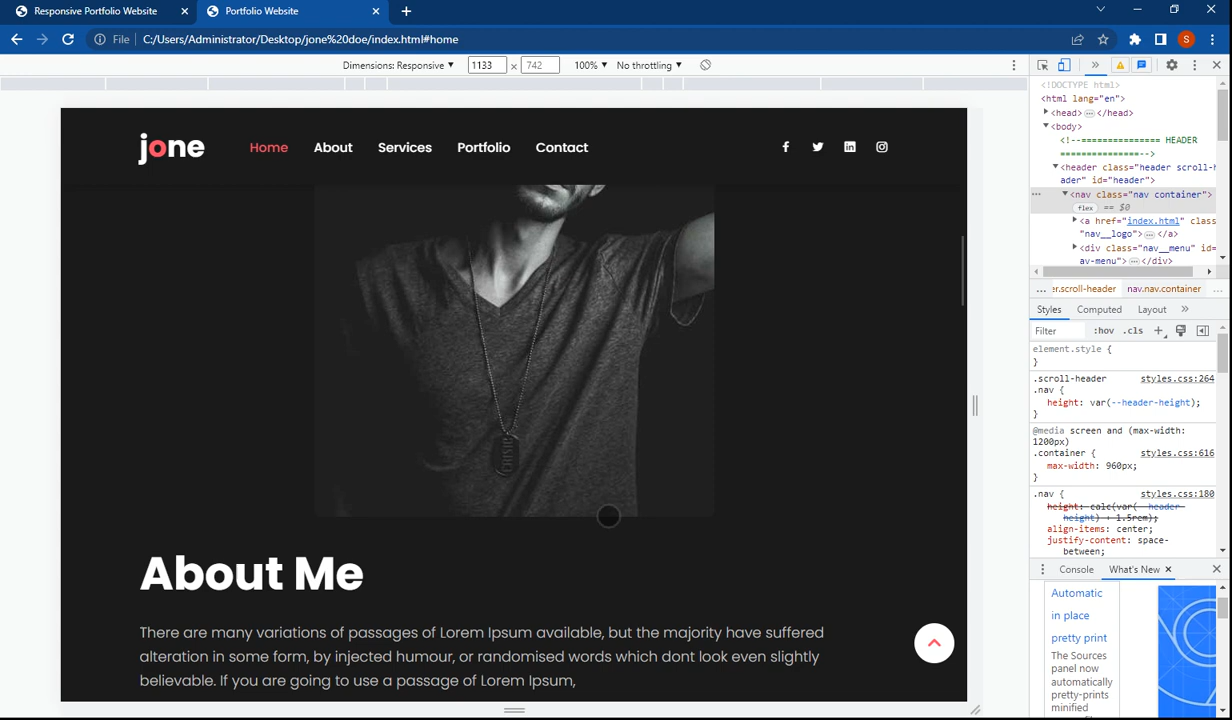 Responsive Portfolio Website
Portfolio Website
File C:/Users/Administrator/Desktop/jone%20doe/index.html#home
S
Dimensions: Responsive 1133 × 742 100% No throttling
jone
Home About Services Portfolio Contact
About Me
There are many variations of passages of Lorem Ipsum available, but the majority have suffered
alteration in some form, by injected humour, or randomised words which dont look even slightly
believable. If you are going to use a passage of Lorem Ipsum,
<!DOCTYPE html>
<html lang="en">
<head>…</head>
<body>
<!--============== HEADER
===============-->
<header class="header scroll-h
ader" id="header">
<nav class="nav container">
flex == $0
<a href="index.html" class
"nav__logo">…</a>
<div class="nav__menu" id=
av-menu">…</div>
... er.scroll-header nav.nav.container ...
Styles Computed Layout »
Filter :hov .cls +
element.style {
}
.scroll-header styles.css:264
.nav {
height: var(--header-height);
}
@media screen and (max-width:
1200px)
.container { styles.css:616
max-width: 960px;
}
.nav { styles.css:180
height: calc(var(--header-
height) + 1.5rem);
align-items: center;
justify-content: space-
between;
Console What's New ×
Automatic
in place
pretty print
The Sources
panel now
automatically
pretty-prints
minified